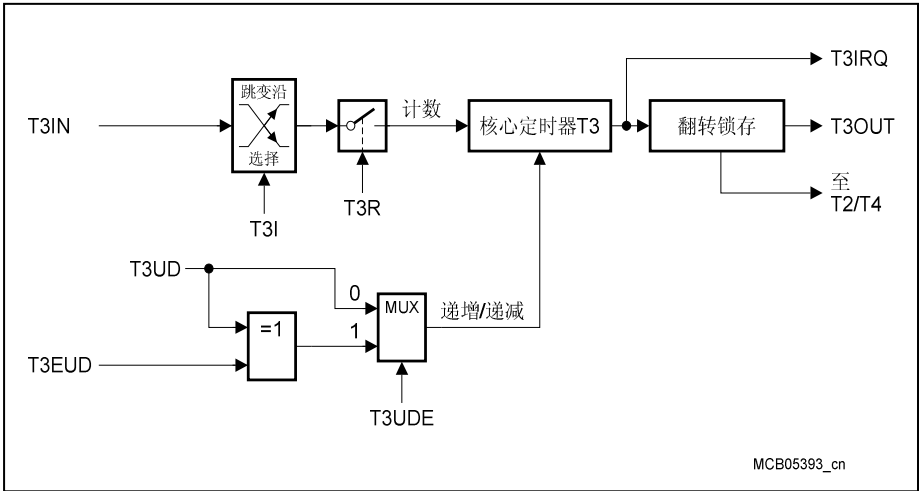 T3IRQ
跳变沿
选择
T3IN
计数
核心定时器T3
翻转锁存
T3OUT
至
T2/T4
T3R
T3I
T3UD
0
MUX
递增/递减
=1
1
T3EUD
T3UDE
MCB05393_cn